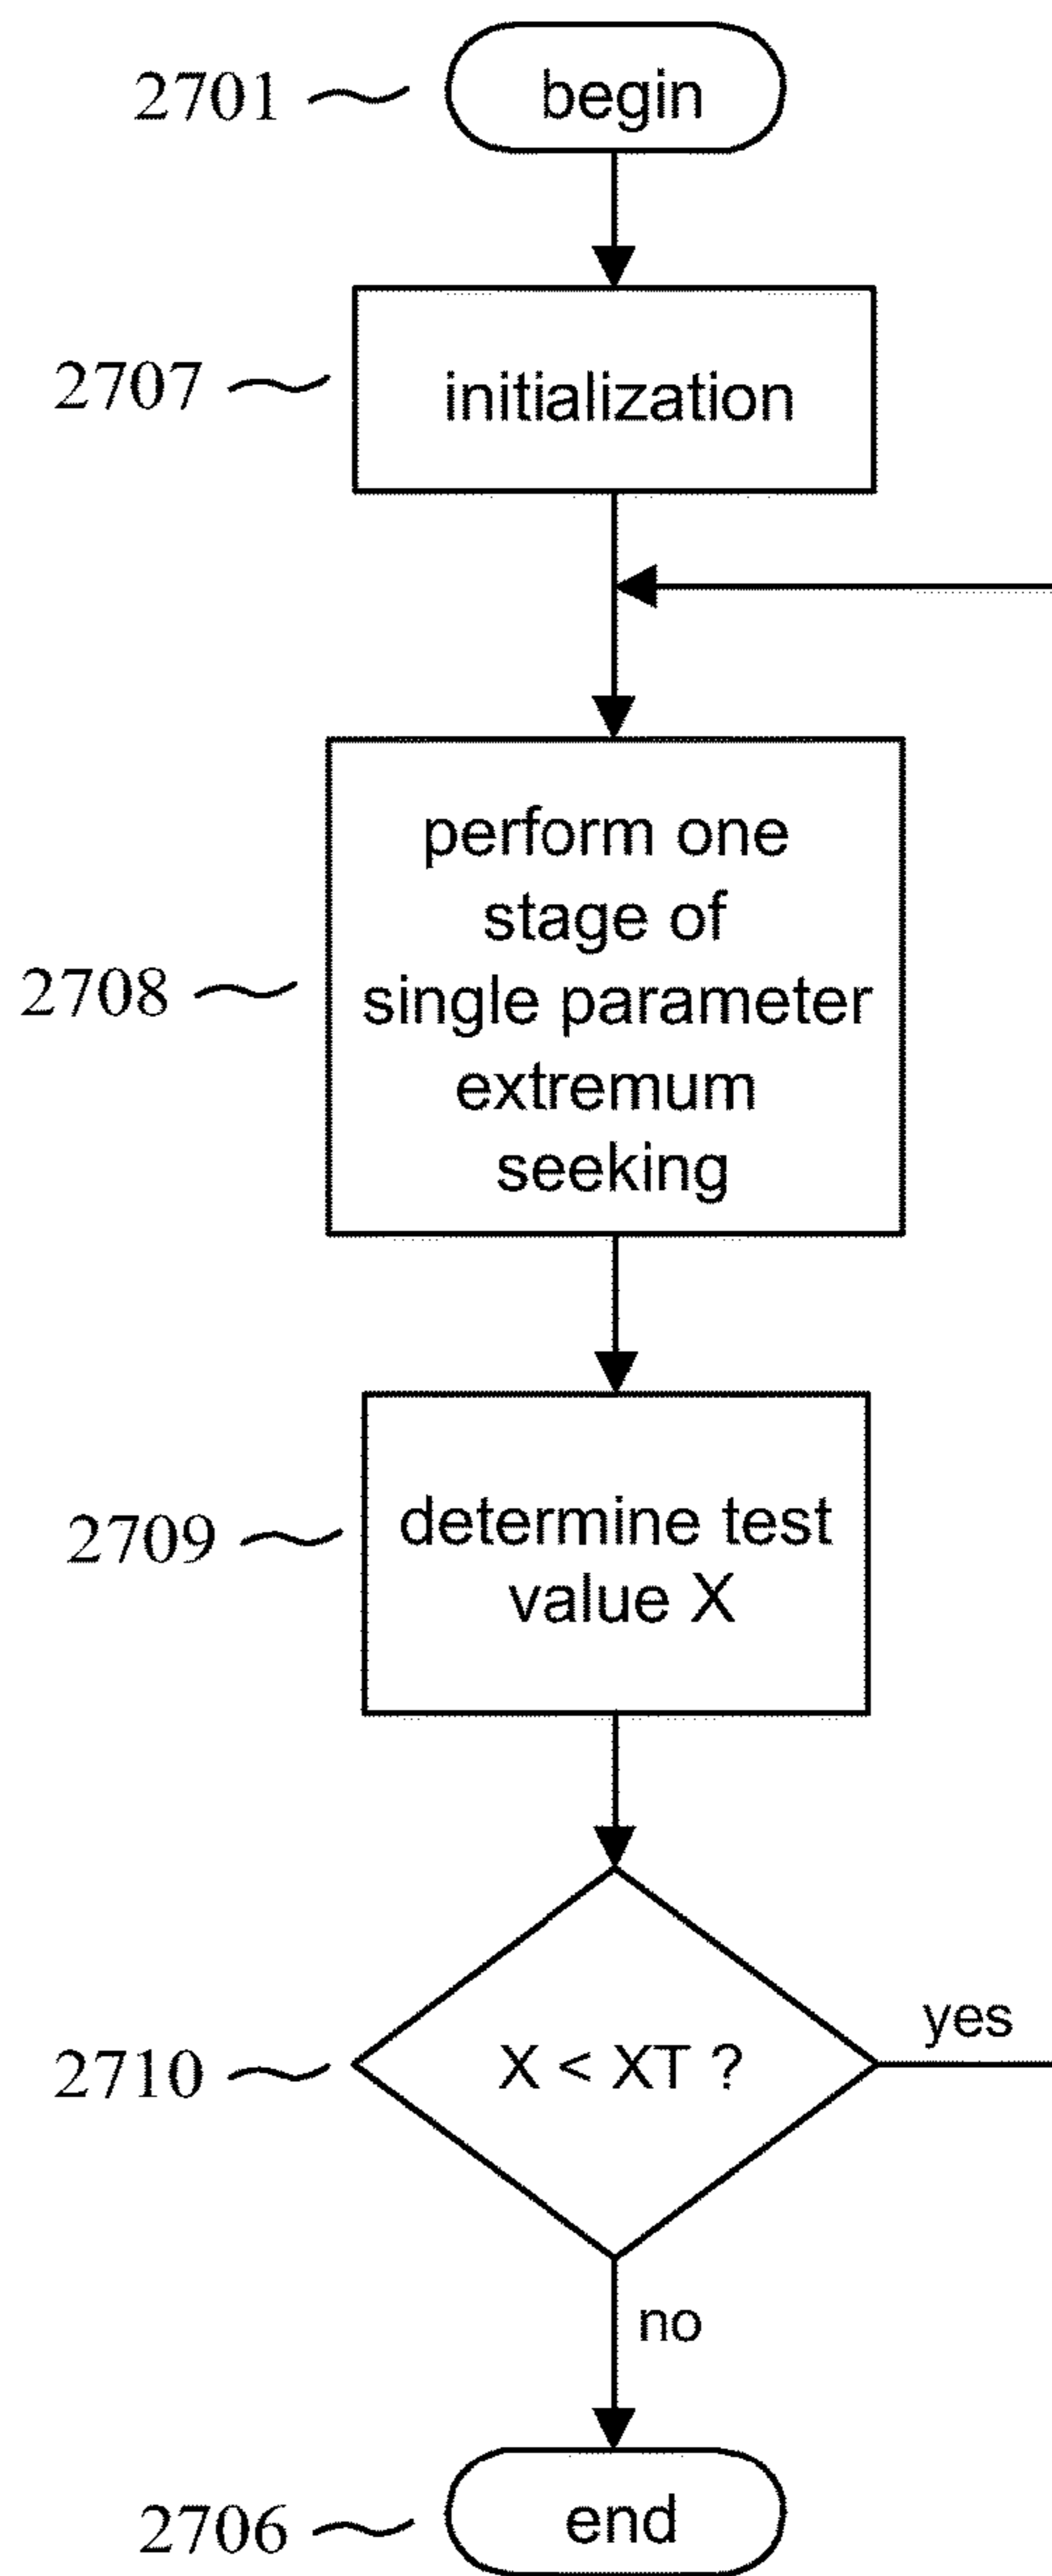 2701
begin
2707
initialization
2708
perform one
stage of
single parameter
extremum
seeking
2709
determine test
value X
2710
X < XT ?
yes
no
2706
end